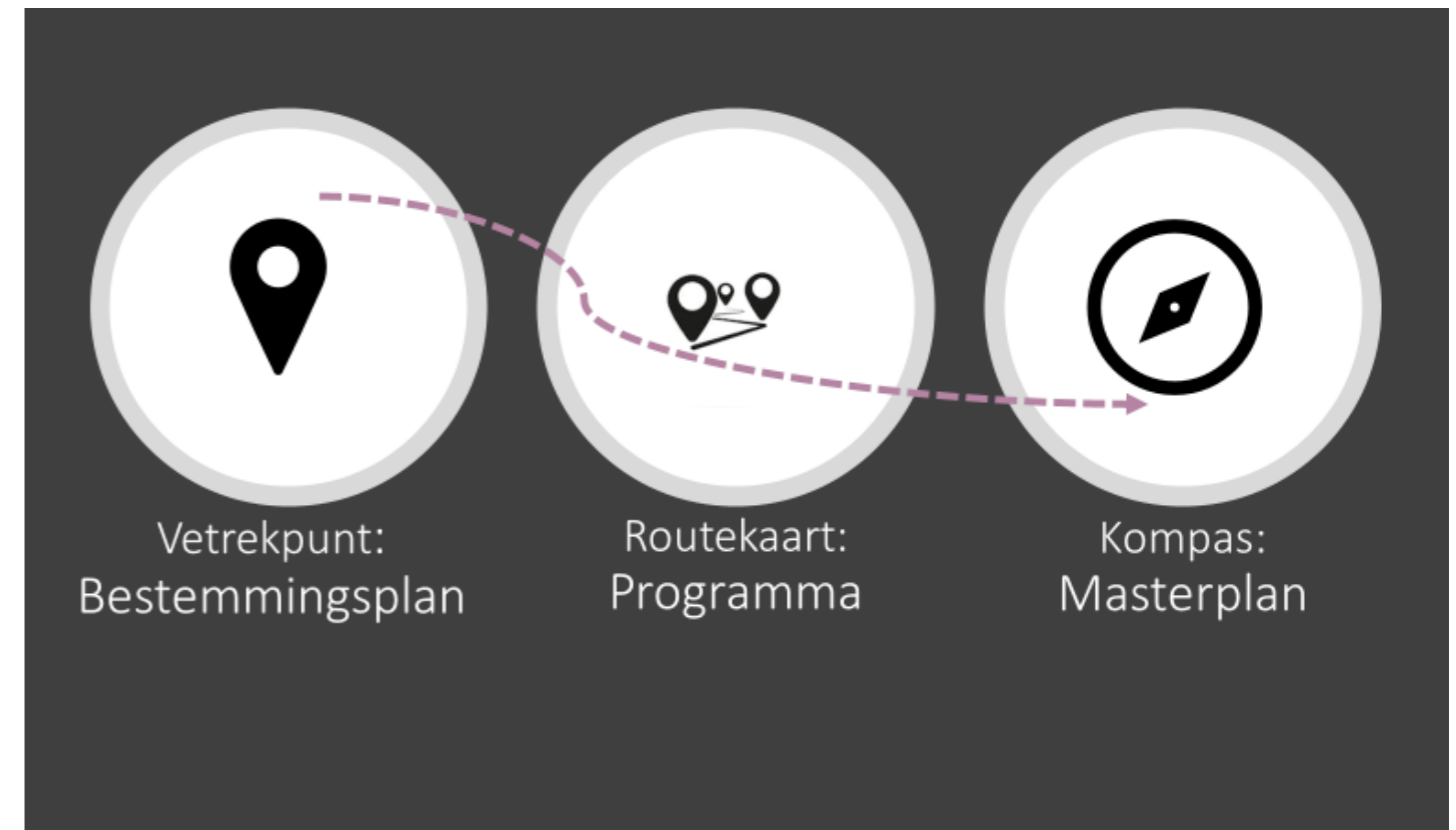 Vetrekpunt:
Bestemmingsplan
Routekaart:
Programma
Kompas:
Masterplan